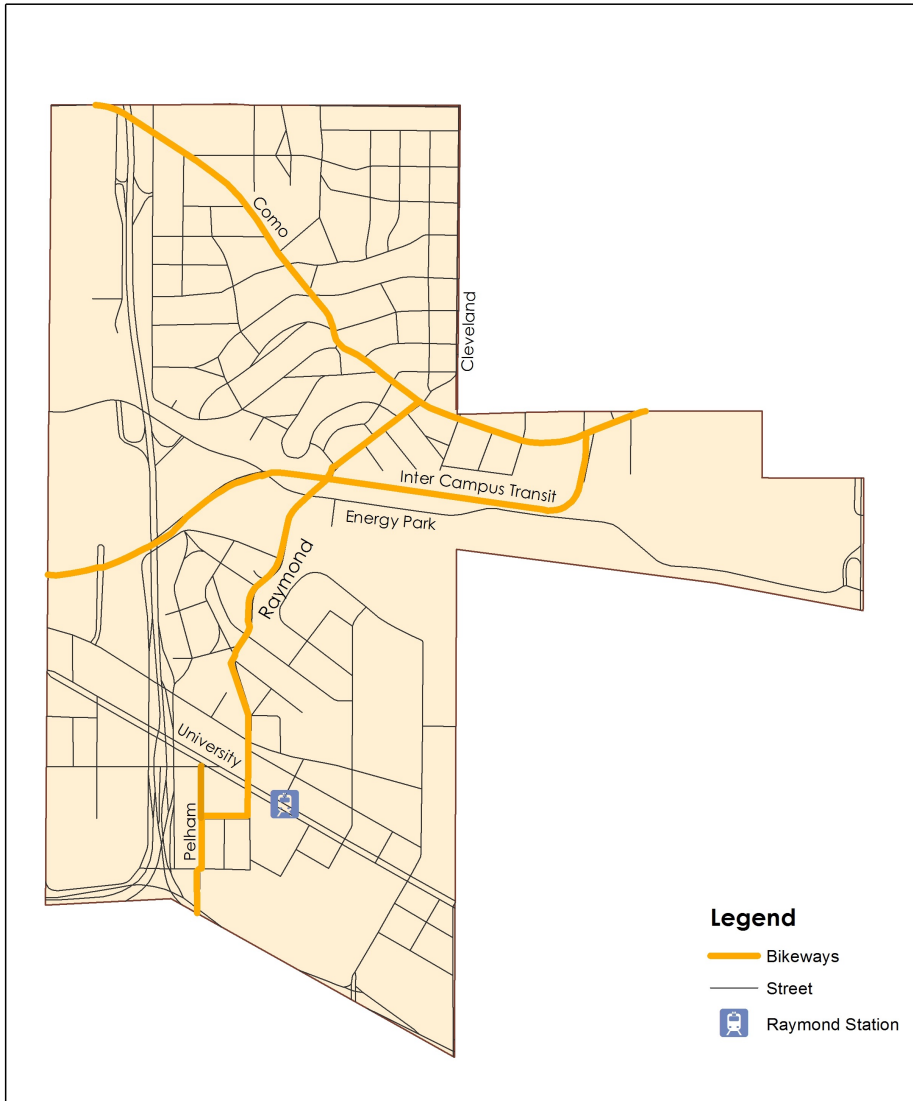 Como
Cleveland
Inter Campus Transit
Energy Park
Raymond
University
Pelham
Legend
Bikeways
Street
Raymond Station